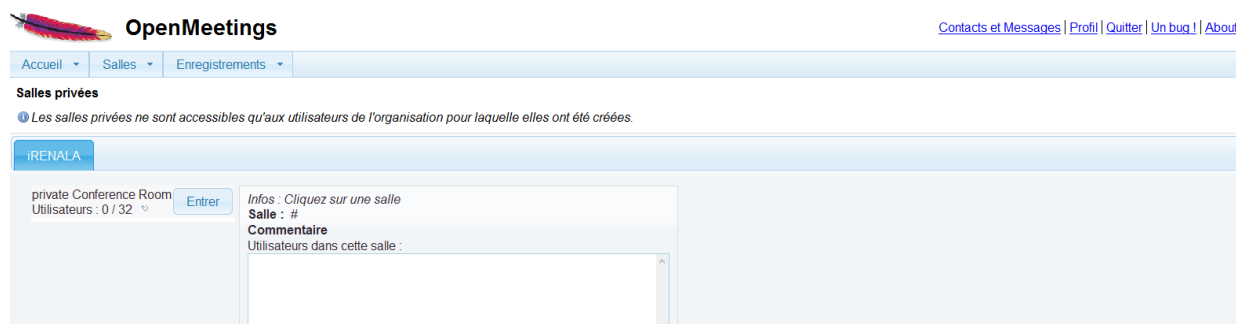 OpenMeetings
Contacts et Messages | Profil | Quitter | Un bug ! | About
Accueil Salles Enregistrements
Salles privées
Les salles privées ne sont accessibles qu'aux utilisateurs de l'organisation pour laquelle elles ont été créées.
iRENALA
private Conference Room
Utilisateurs : 0 / 32
Entrer
Infos : Cliquez sur une salle
Salle : #
Commentaire
Utilisateurs dans cette salle :